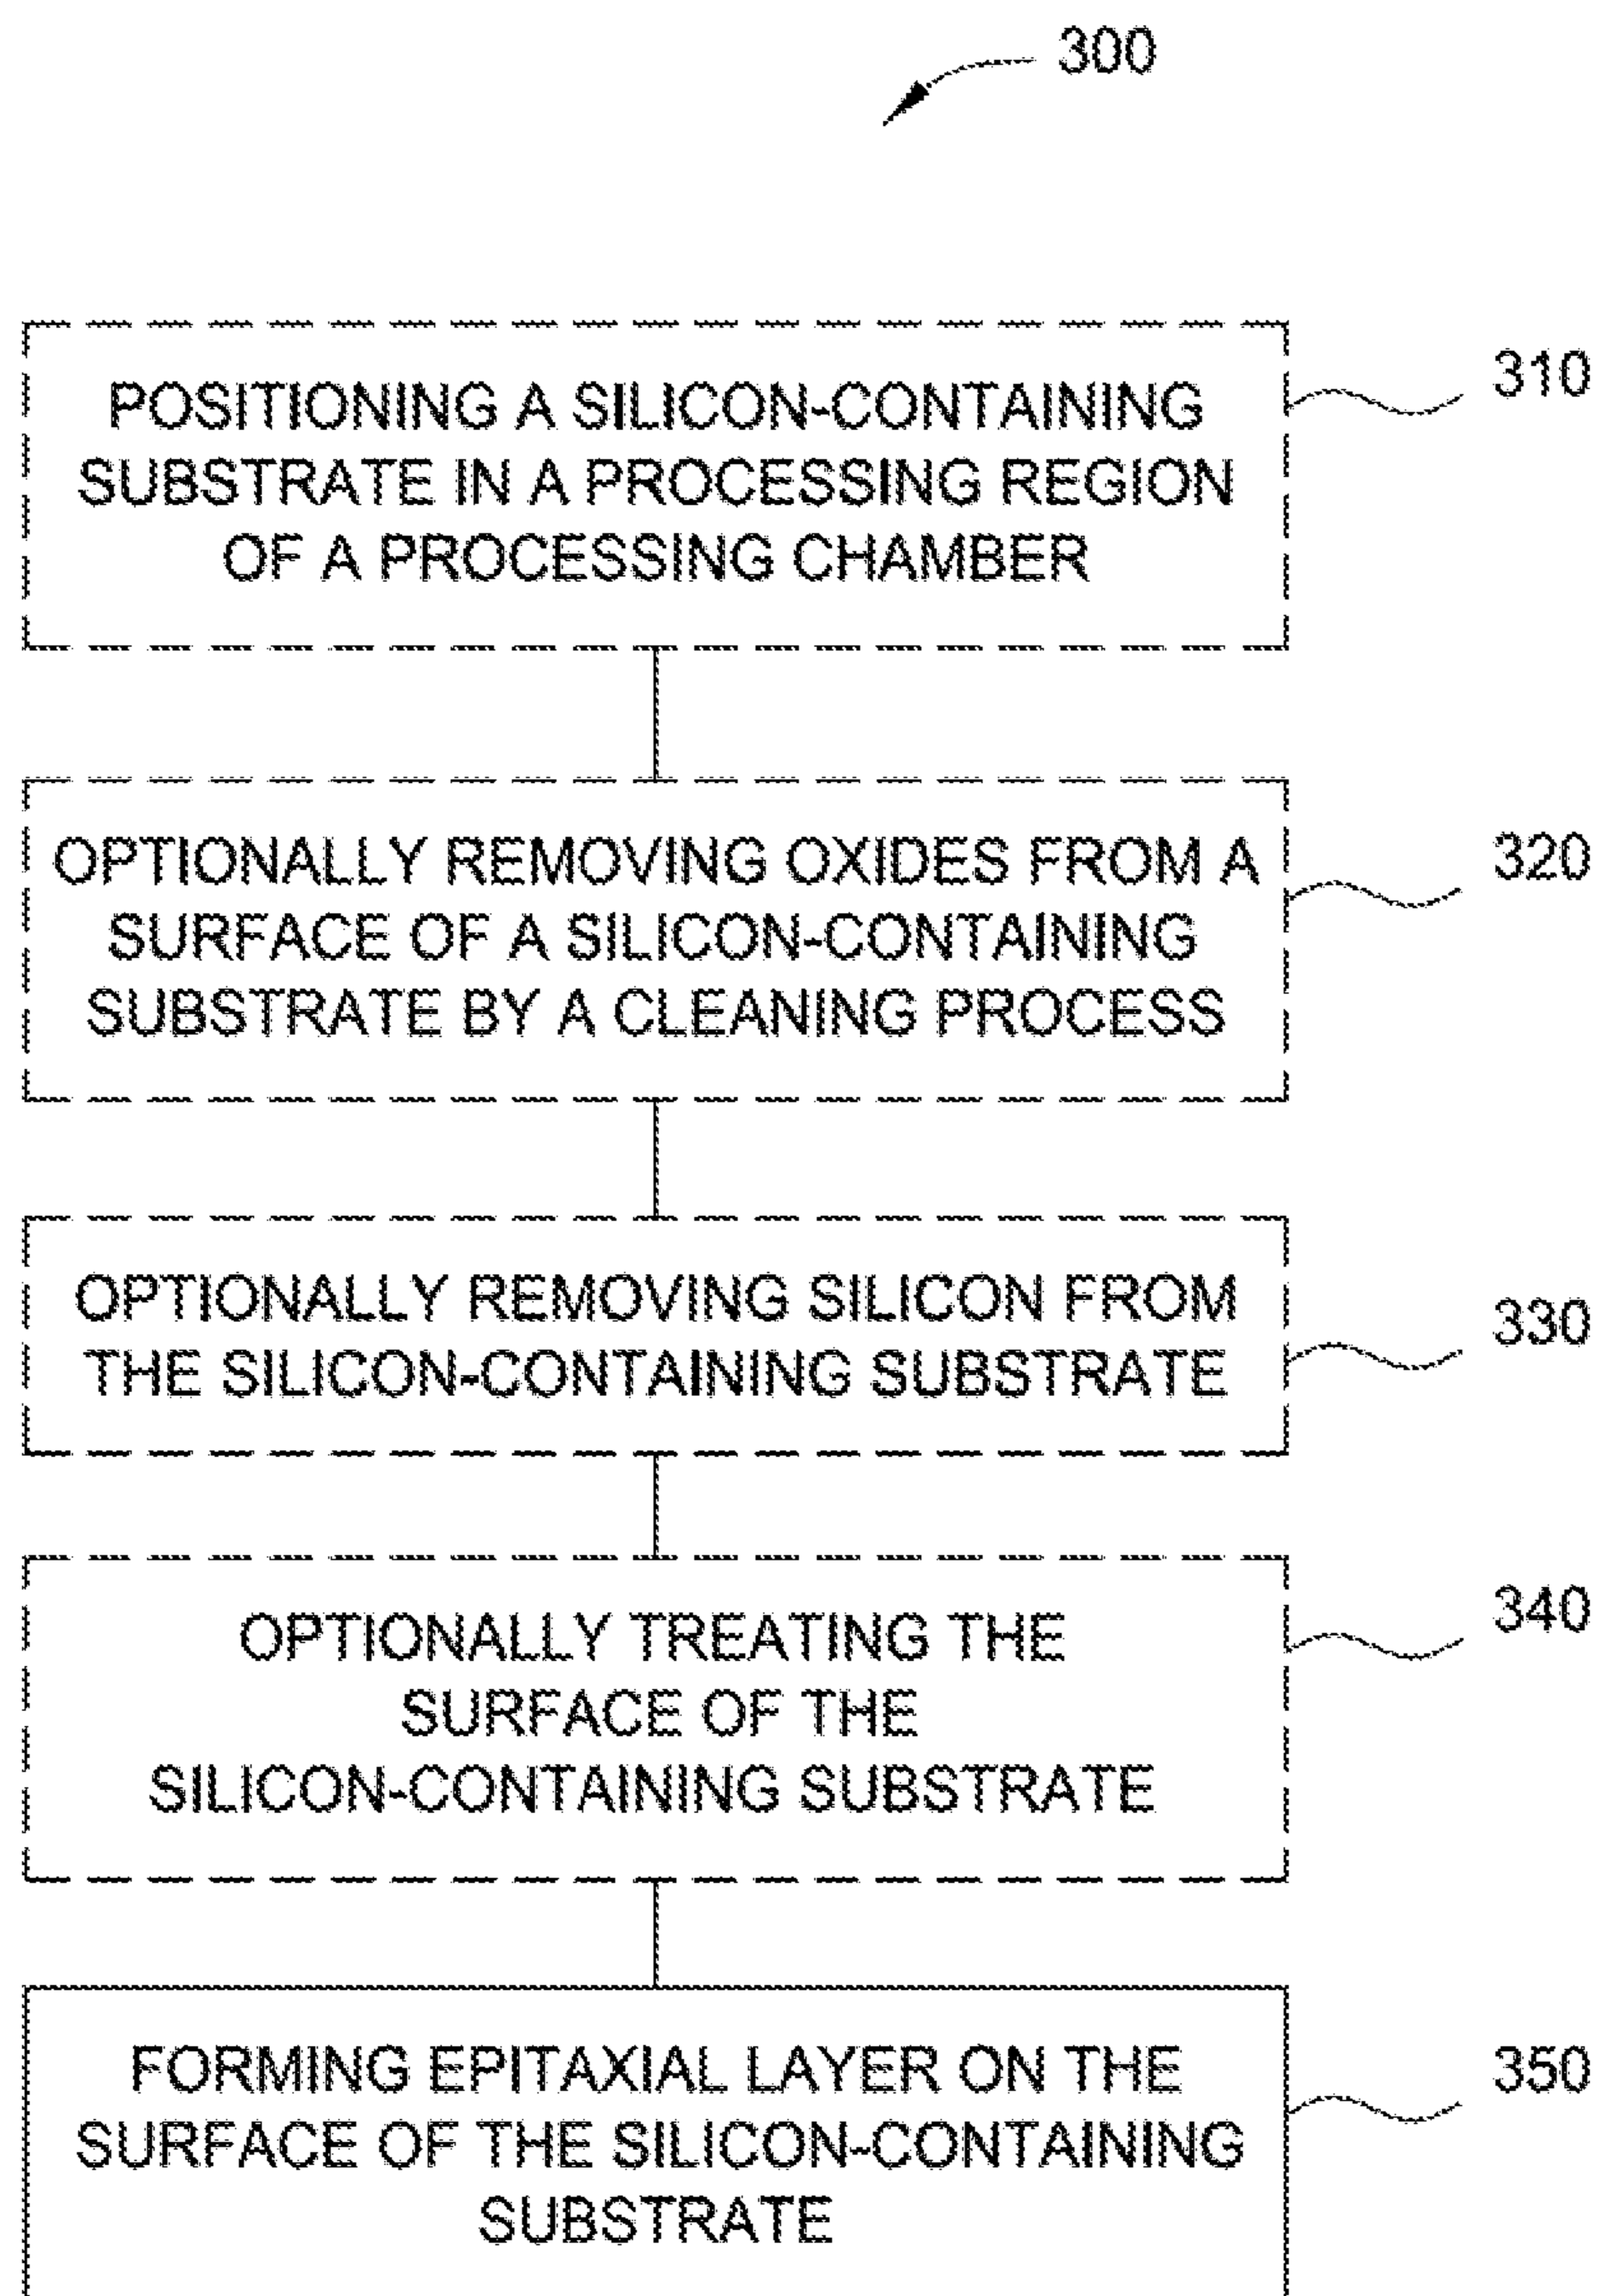 300
POSITIONING A SILICON-CONTAINING
SUBSTRATE IN A PROCESSING REGION
OF A PROCESSING CHAMBER
310
OPTIONALLY REMOVING OXIDES FROM A
SURFACE OF A SILICON-CONTAINING
SUBSTRATE BY A CLEANING PROCESS
320
OPTIONALLY REMOVING SILICON FROM
THE SILICON-CONTAINING SUBSTRATE
330
OPTIONALLY TREATING THE
SURFACE OF THE
SILICON-CONTAINING SUBSTRATE
340
FORMING EPITAXIAL LAYER ON THE
SURFACE OF THE SILICON-CONTAINING
SUBSTRATE
350